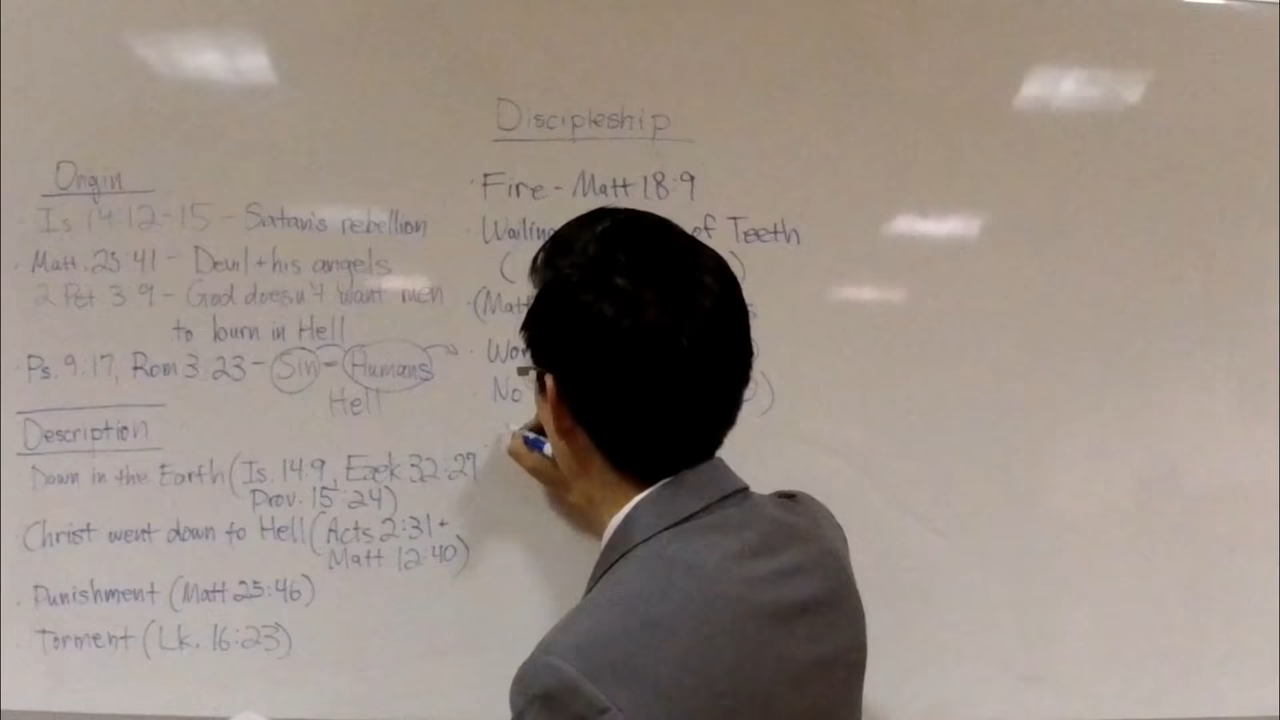 Discipleship
Orgin
· Is 14:12-15 - Satan's rebellion
· Matt. 25:41 - Devil + his angels
2 Pet 3:9 - God doesn't want men
to burn in Hell
· Ps. 9:17, Rom 3:23 - Sin - Humans
Hell
Description
Down in the Earth (Is. 14:9, Ezek 32:27
Prov. 15:24)
Christ went down to Hell (Acts 2:31 +
Matt 12:40)
· Punishment (Matt 25:46)
· Torment (Lk. 16:23)
· Fire - Matt 18:9
· Wailing of Teeth
( )
· (Matt
·
· No )